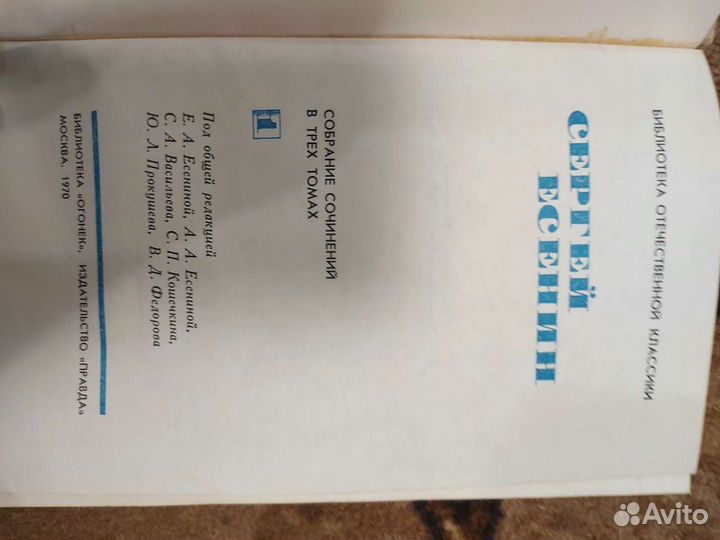 БИБЛИОТЕКА ОТЕЧЕСТВЕННОЙ КЛАССИКИ
СЕРГЕЙ
ЕСЕНИН
СОБРАНИЕ СОЧИНЕНИЙ
В ТРЕХ ТОМАХ
1
Под общей редакцией
Е. А. Есениной, А. А. Есениной,
С. А. Васильева, С. П. Кошечкина,
Ю. Л. Прокушева, В. Д. Федорова
БИБЛИОТЕКА «ОГОНЕК», ИЗДАТЕЛЬСТВО «ПРАВДА»
МОСКВА, 1970
Avito